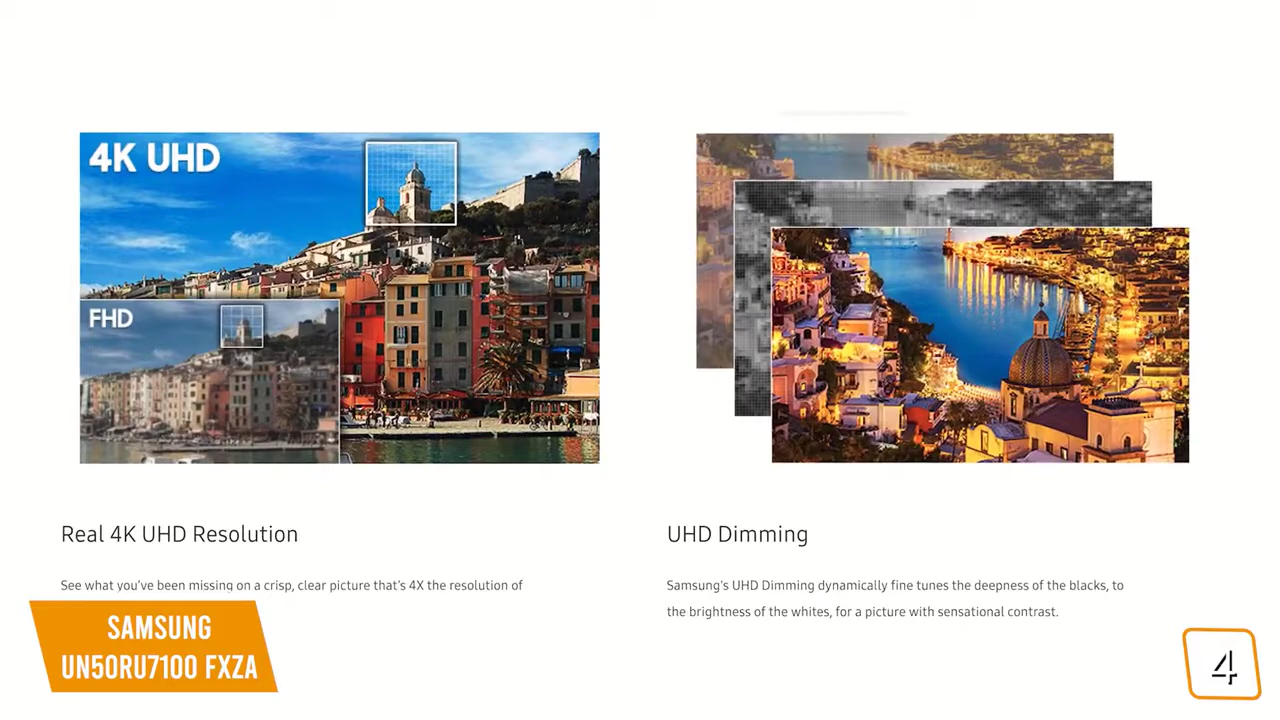 4K UHD
FHD
Real 4K UHD Resolution
See what you've been missing on a crisp, clear picture that's 4X the resolution of
UHD Dimming
Samsung's UHD Dimming dynamically fine tunes the deepness of the blacks, to
the brightness of the whites, for a picture with sensational contrast.
SAMSUNG
UN50RU7100 FXZA
4